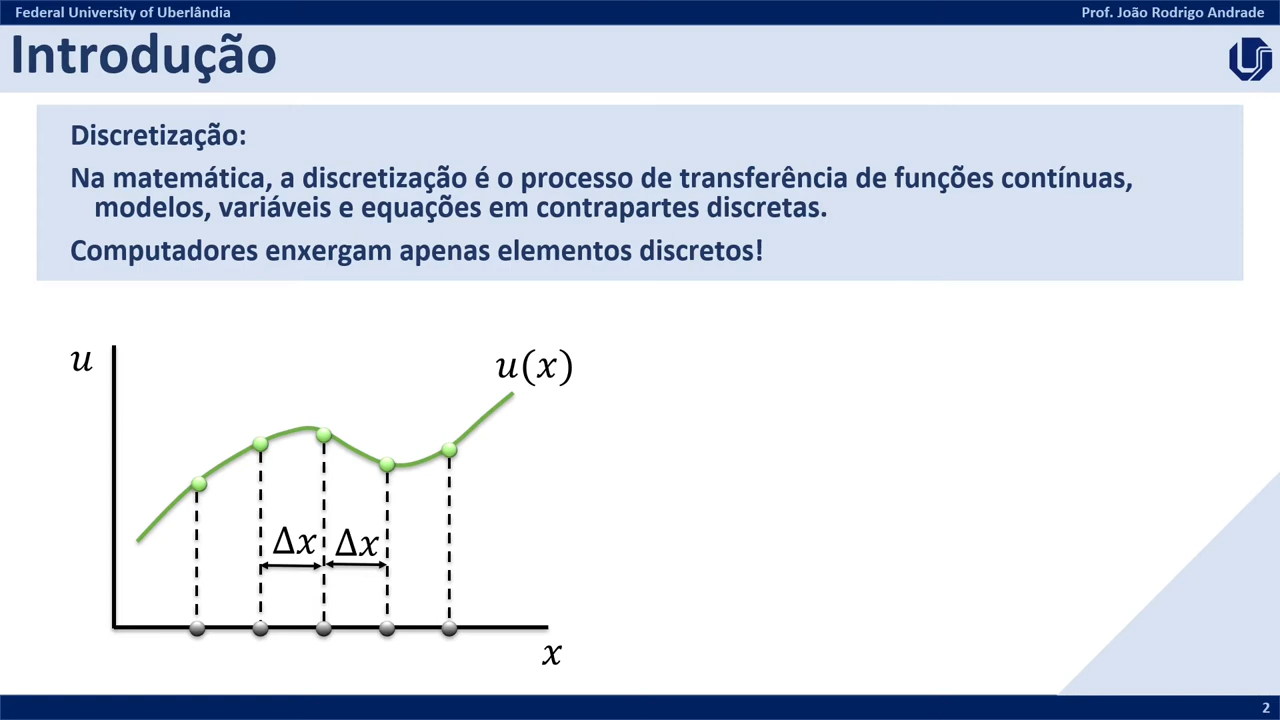 Federal University of Uberlândia
Prof. João Rodrigo Andrade
Introdução
Discretização:
Na matemática, a discretização é o processo de transferência de funções contínuas,
modelos, variáveis e equações em contrapartes discretas.
Computadores enxergam apenas elementos discretos!
u
u(x)
Δx
Δx
x
2